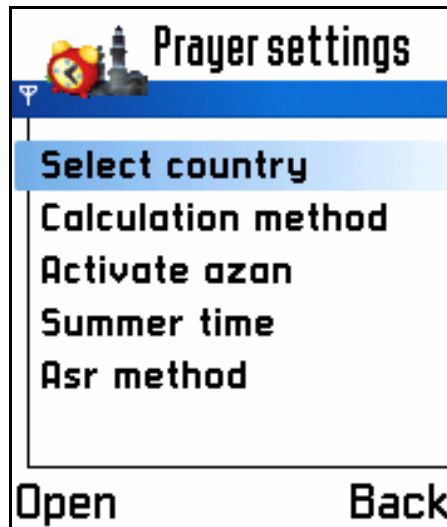 Prayer settings
Select country
Calculation method
Activate azan
Summer time
Asr method
Open Back